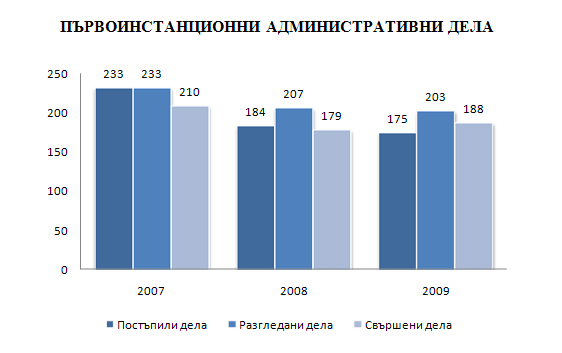 ПЪРВОИНСТАНЦИОННИ АДМИНИСТРАТИВНИ ДЕЛА
250
200
150
100
50
0
233 233 210
184 207 179
175 203 188
2007 2008 2009
Постъпили дела Разгледани дела Свършени дела